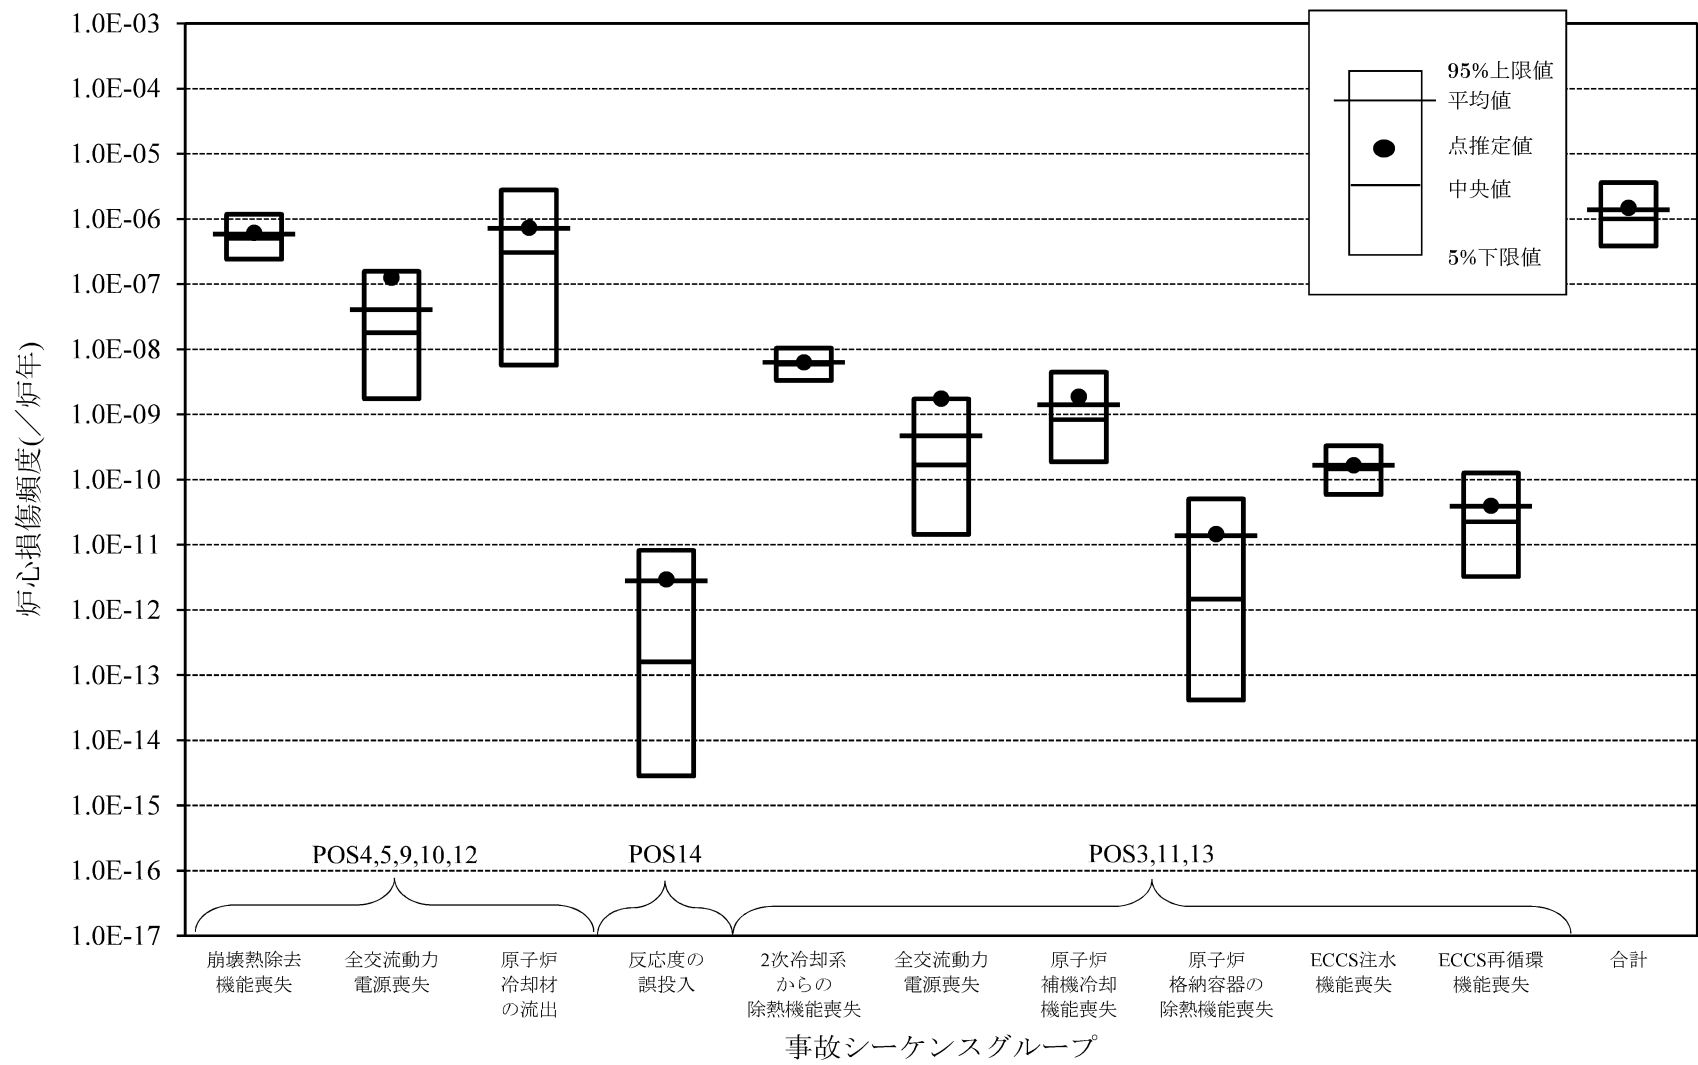 1.0E-03
1.0E-04
1.0E-05
1.0E-06
1.0E-07
1.0E-08
1.0E-09
1.0E-10
1.0E-11
1.0E-12
1.0E-13
1.0E-14
1.0E-15
1.0E-16
1.0E-17
炉心損傷頻度(／炉年)
95%上限値
平均値
点推定値
中央値
5%下限値
POS4,5,9,10,12
POS14
POS3,11,13
崩壊熱除去
機能喪失
全交流動力
電源喪失
原子炉
冷却材
の流出
反応度の
誤投入
2次冷却系
からの
除熱機能喪失
全交流動力
電源喪失
原子炉
補機冷却
機能喪失
原子炉
格納容器の
除熱機能喪失
ECCS注水
機能喪失
ECCS再循環
機能喪失
合計
事故シーケンスグループ